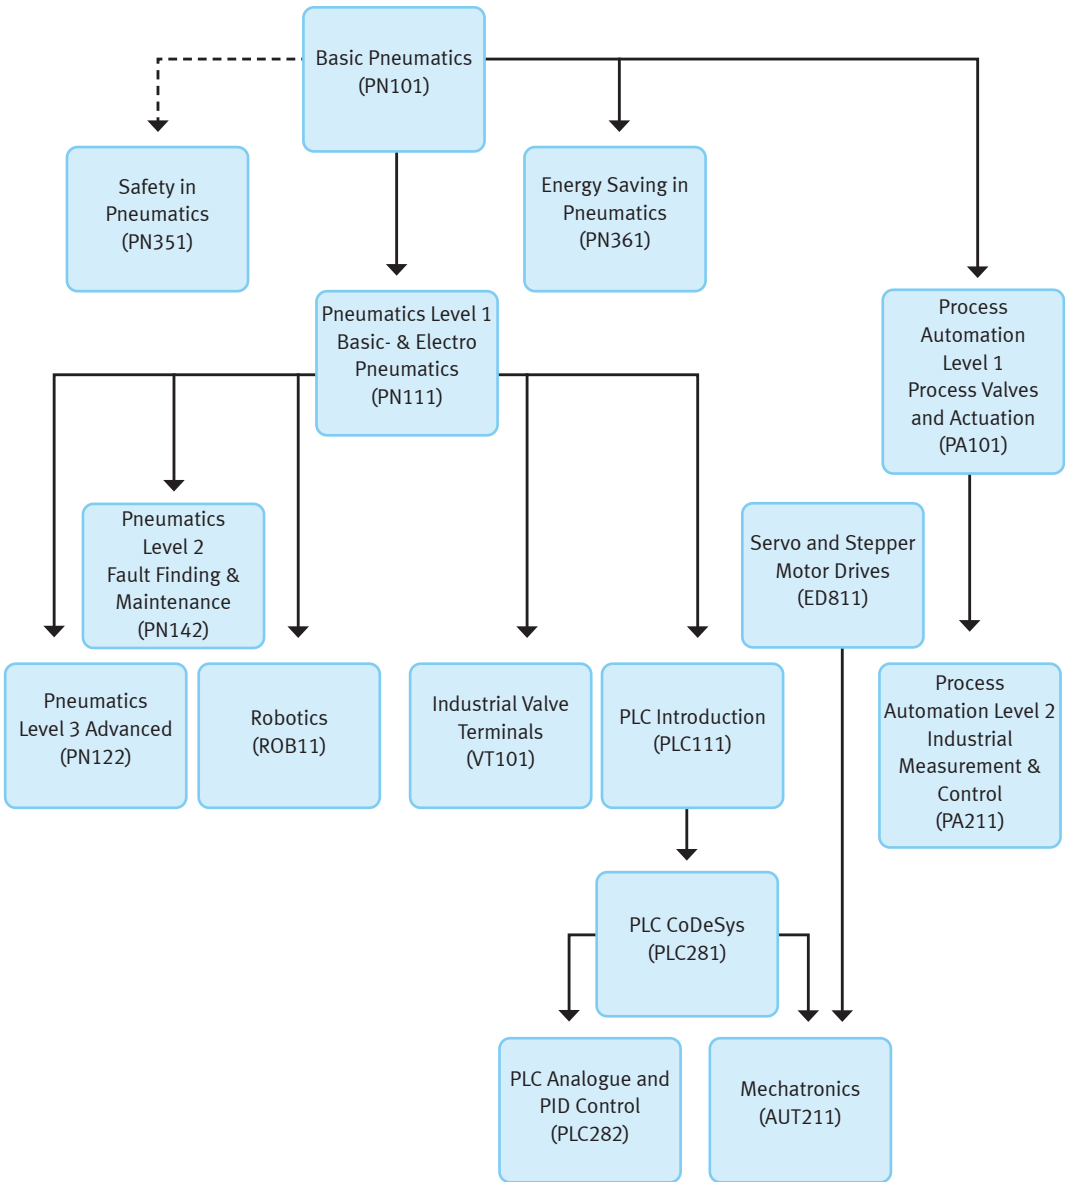 Basic Pneumatics
(PN101)
Safety in
Pneumatics
(PN351)
Energy Saving in
Pneumatics
(PN361)
Pneumatics Level 1
Basic- & Electro
Pneumatics
(PN111)
Process
Automation
Level 1
Process Valves
and Actuation
(PA101)
Pneumatics
Level 2
Fault Finding &
Maintenance
(PN142)
Servo and Stepper
Motor Drives
(ED811)
Pneumatics
Level 3 Advanced
(PN122)
Robotics
(ROB11)
Industrial Valve
Terminals
(VT101)
PLC Introduction
(PLC111)
Process
Automation Level 2
Industrial
Measurement &
Control
(PA211)
PLC CoDeSys
(PLC281)
PLC Analogue and
PID Control
(PLC282)
Mechatronics
(AUT211)